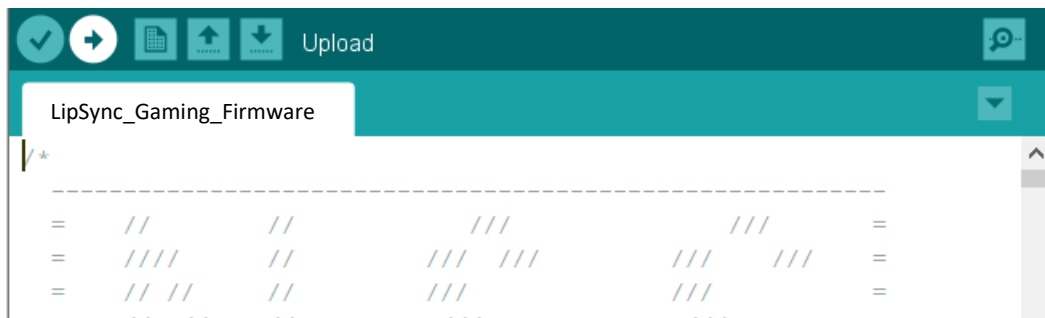 Upload
LipSync_Gaming_Firmware
/*
----------------------------------------------------------
=    //       //          ///              ///      =
=    ////     //       ///  ///         ///   ///   =
=    // //    //       ///              ///         =